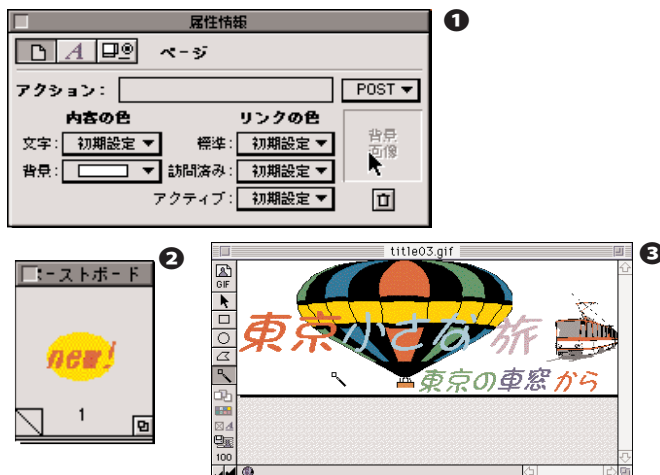 属性情報
❶
A
ページ
アクション：
POST
内容の色
リンクの色
背景画像
文字： 初期設定
標準： 初期設定
背景：
訪問済み： 初期設定
アクティブ： 初期設定
❷
ーストボード
new!
1
❸
title03.gif
GIF
東京小さな旅
東京の車窓から
100